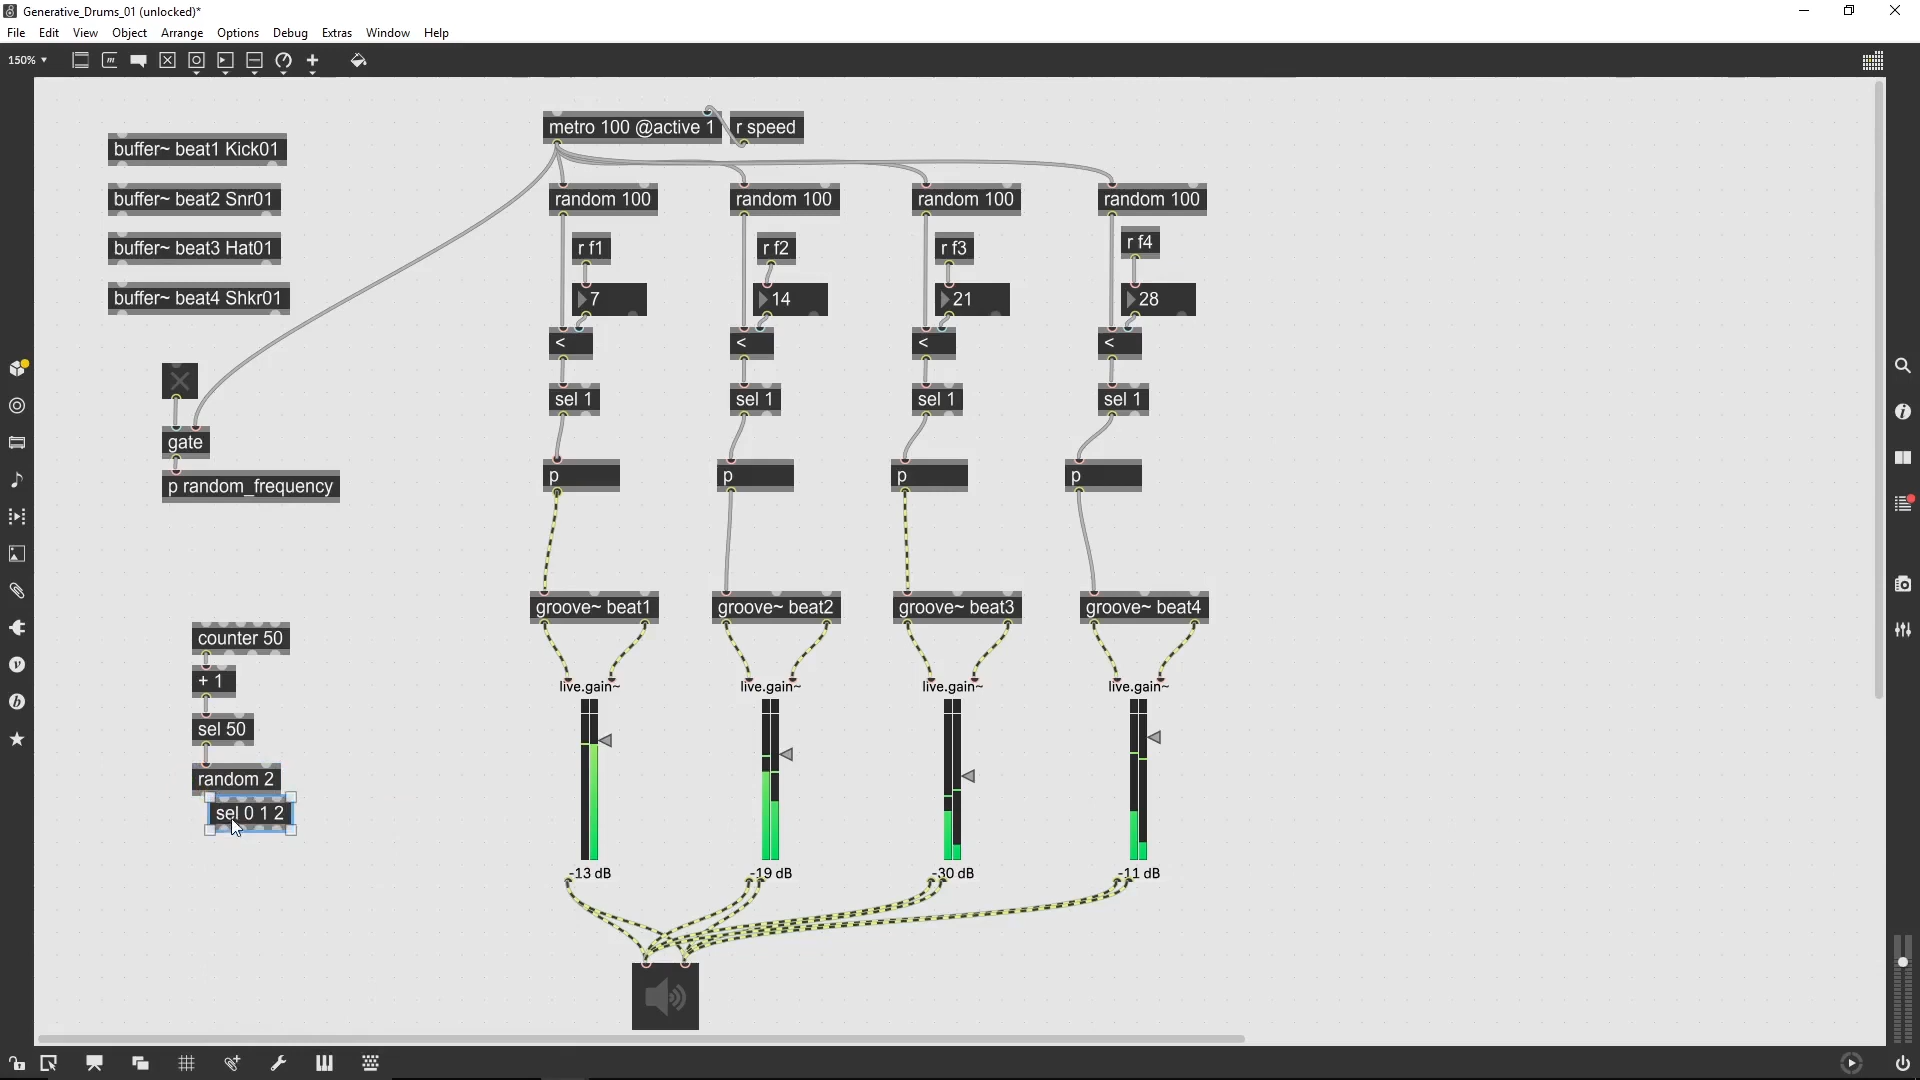 Generative_Drums_01 (unlocked)*
File Edit View Object Arrange Options Debug Extras Window Help
150%
metro 100 @active 1
r speed
buffer~ beat1 Kick01
buffer~ beat2 Snr01
buffer~ beat3 Hat01
buffer~ beat4 Shkr01
random 100
random 100
random 100
random 100
r f1
r f2
r f3
r f4
7
14
21
28
<
<
<
<
sel 1
sel 1
sel 1
sel 1
gate
p random_frequency
p
p
p
p
groove~ beat1
groove~ beat2
groove~ beat3
groove~ beat4
counter 50
+ 1
sel 50
random 2
sel 0 1 2
live.gain~
live.gain~
live.gain~
live.gain~
-13 dB
-19 dB
-30 dB
-11 dB